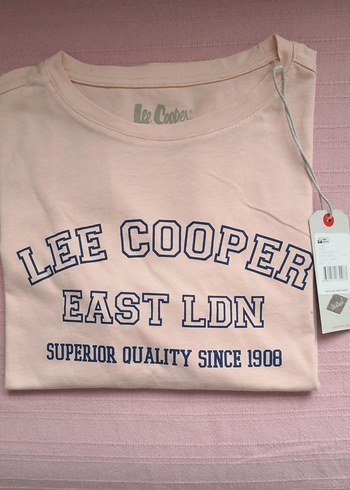 Lee Cooper
LEE COOPER
EAST LDN
SUPERIOR QUALITY SINCE 1908